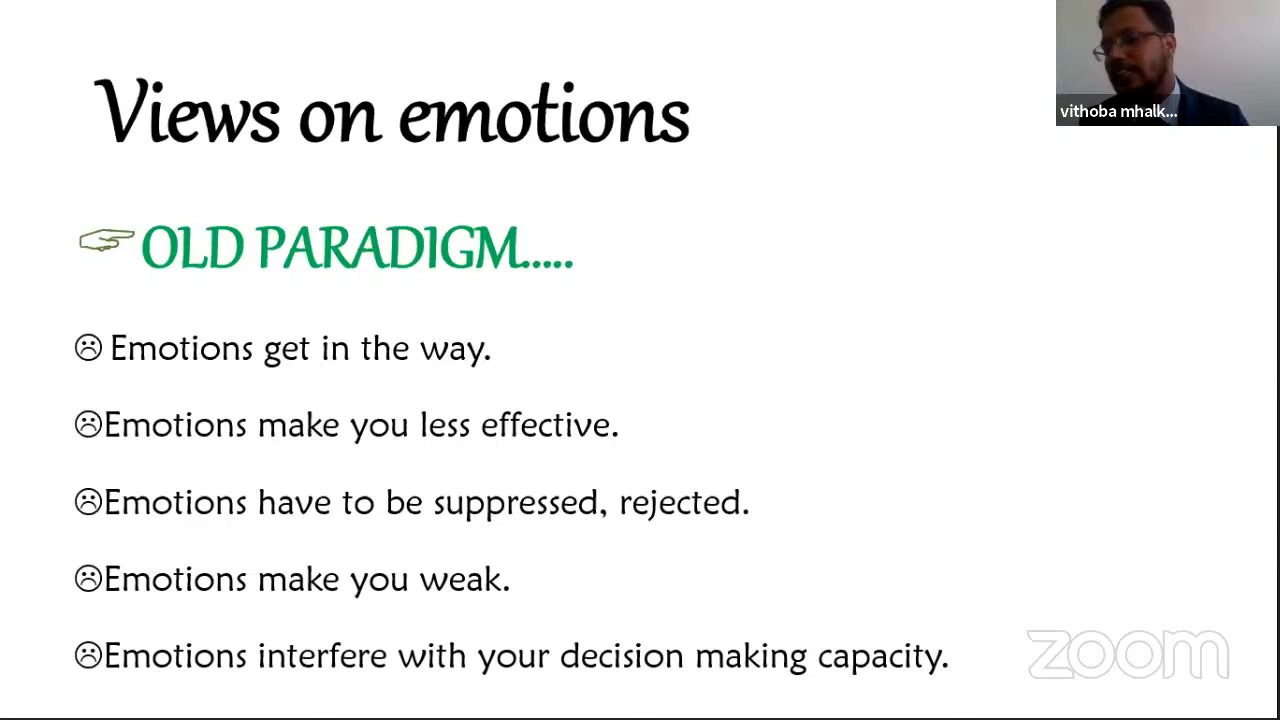 Views on emotions
vithoba mhalk...
OLD PARADIGM.....
Emotions get in the way.
Emotions make you less effective.
Emotions have to be suppressed, rejected.
Emotions make you weak.
Emotions interfere with your decision making capacity.
zoom